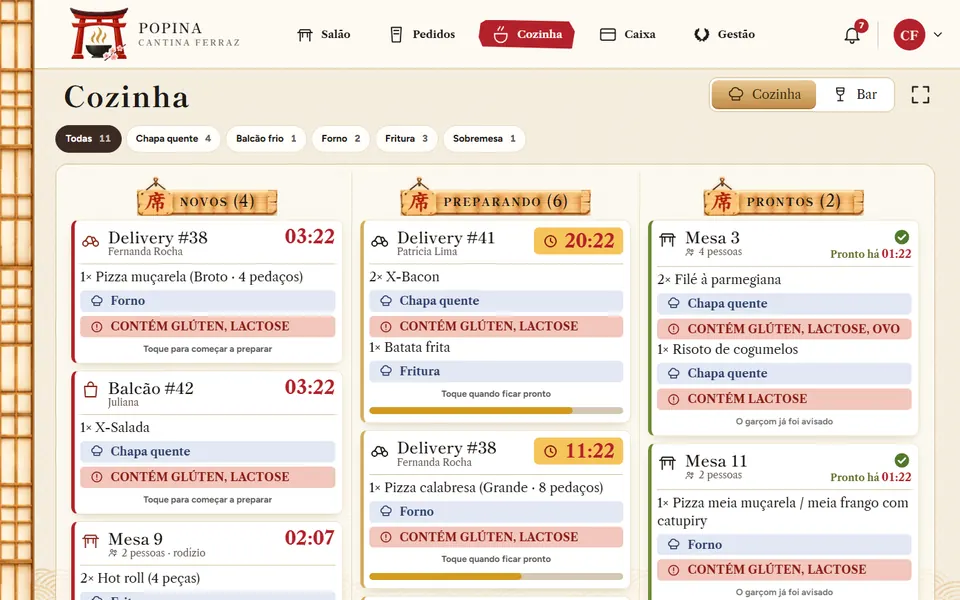 POPINA
CANTINA FERRAZ
Salão
Pedidos
Cozinha
Caixa
Gestão
7
CF
Cozinha
Cozinha
Bar
Todas 11
Chapa quente 4
Balcão frio 1
Forno 2
Fritura 3
Sobremesa 1
席 NOVOS (4)
Delivery #38 03:22
Fernanda Rocha
1× Pizza muçarela (Broto · 4 pedaços)
Forno
CONTÉM GLÚTEN, LACTOSE
Toque para começar a preparar
Balcão #42 03:22
Juliana
1× X-Salada
Chapa quente
CONTÉM GLÚTEN, LACTOSE
Toque para começar a preparar
Mesa 9 02:07
2 pessoas · rodízio
2× Hot roll (4 peças)
席 PREPARANDO (6)
Delivery #41 20:22
Patrícia Lima
2× X-Bacon
Chapa quente
CONTÉM GLÚTEN, LACTOSE
1× Batata frita
Fritura
Toque quando ficar pronto
Delivery #38 11:22
Fernanda Rocha
1× Pizza calabresa (Grande · 8 pedaços)
Forno
CONTÉM GLÚTEN, LACTOSE
Toque quando ficar pronto
席 PRONTOS (2)
Mesa 3
4 pessoas
Pronto há 01:22
2× Filé à parmegiana
Chapa quente
CONTÉM GLÚTEN, LACTOSE, OVO
1× Risoto de cogumelos
Chapa quente
CONTÉM LACTOSE
O garçom já foi avisado
Mesa 11
2 pessoas
Pronto há 01:22
1× Pizza meia muçarela / meia frango com
catupiry
Forno
CONTÉM GLÚTEN, LACTOSE
O garçom já foi avisado